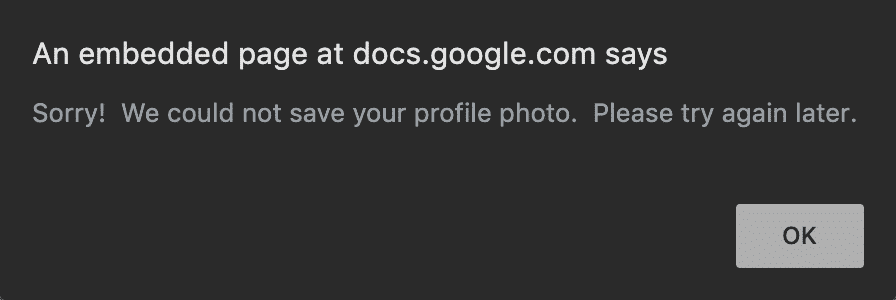 An embedded page at docs.google.com says
Sorry!  We could not save your profile photo.  Please try again later.
OK